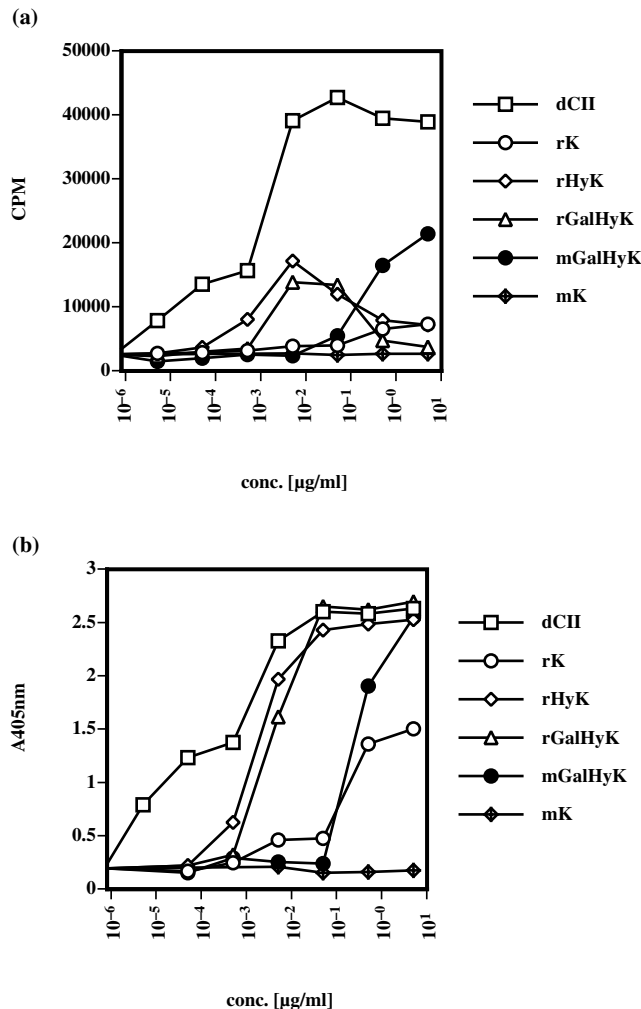 (a)
50000
40000
30000
20000
10000
0
CPM
10⁻⁶
10⁻⁵
10⁻⁴
10⁻³
10⁻²
10⁻¹
10⁻⁰
10¹
conc. [µg/ml]
dCII
rK
rHyK
rGalHyK
mGalHyK
mK
(b)
3
2.5
2
1.5
1
0.5
0
A405nm
10⁻⁶
10⁻⁵
10⁻⁴
10⁻³
10⁻²
10⁻¹
10⁻⁰
10¹
conc. [µg/ml]
dCII
rK
rHyK
rGalHyK
mGalHyK
mK